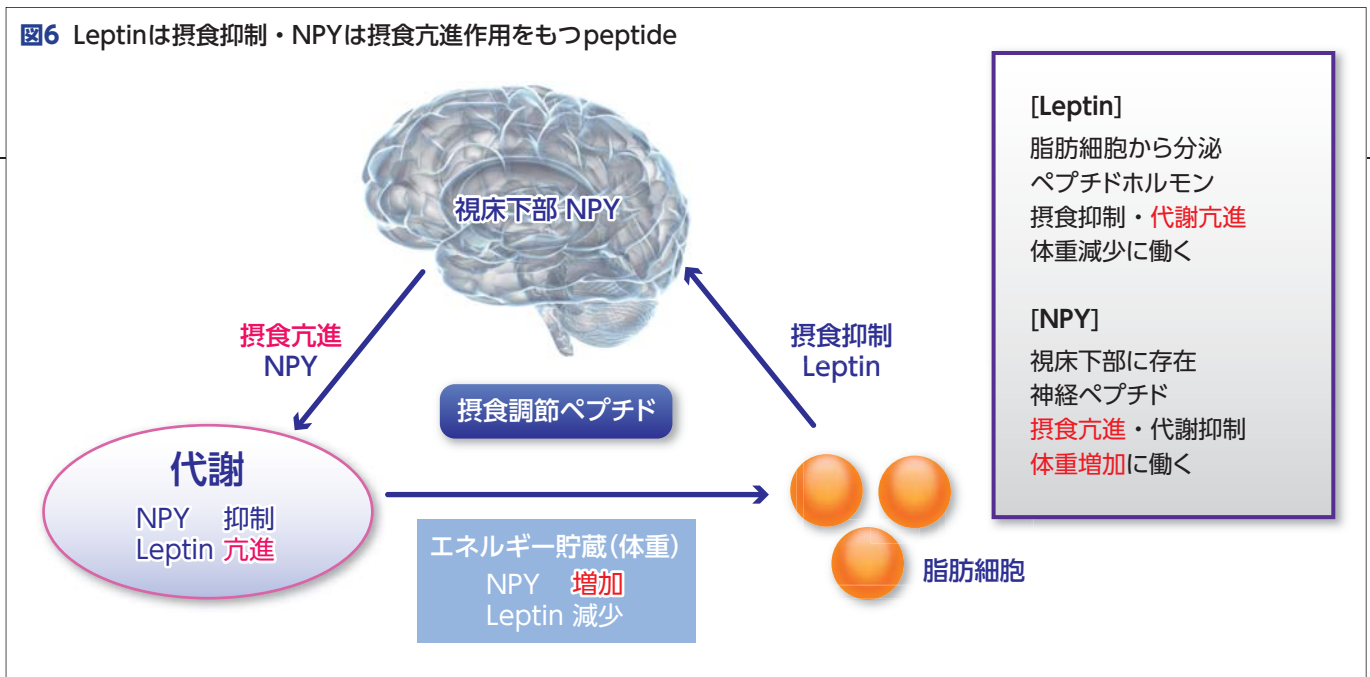 図6 Leptinは摂食抑制・NPYは摂食亢進作用をもつpeptide
視床下部 NPY
摂食亢進
NPY
摂食抑制
Leptin
摂食調節ペプチド
代謝
NPY 抑制
Leptin 亢進
エネルギー貯蔵(体重)
NPY 増加
Leptin 減少
脂肪細胞
[Leptin]
脂肪細胞から分泌
ペプチドホルモン
摂食抑制・代謝亢進
体重減少に働く
[NPY]
視床下部に存在
神経ペプチド
摂食亢進・代謝抑制
体重増加に働く